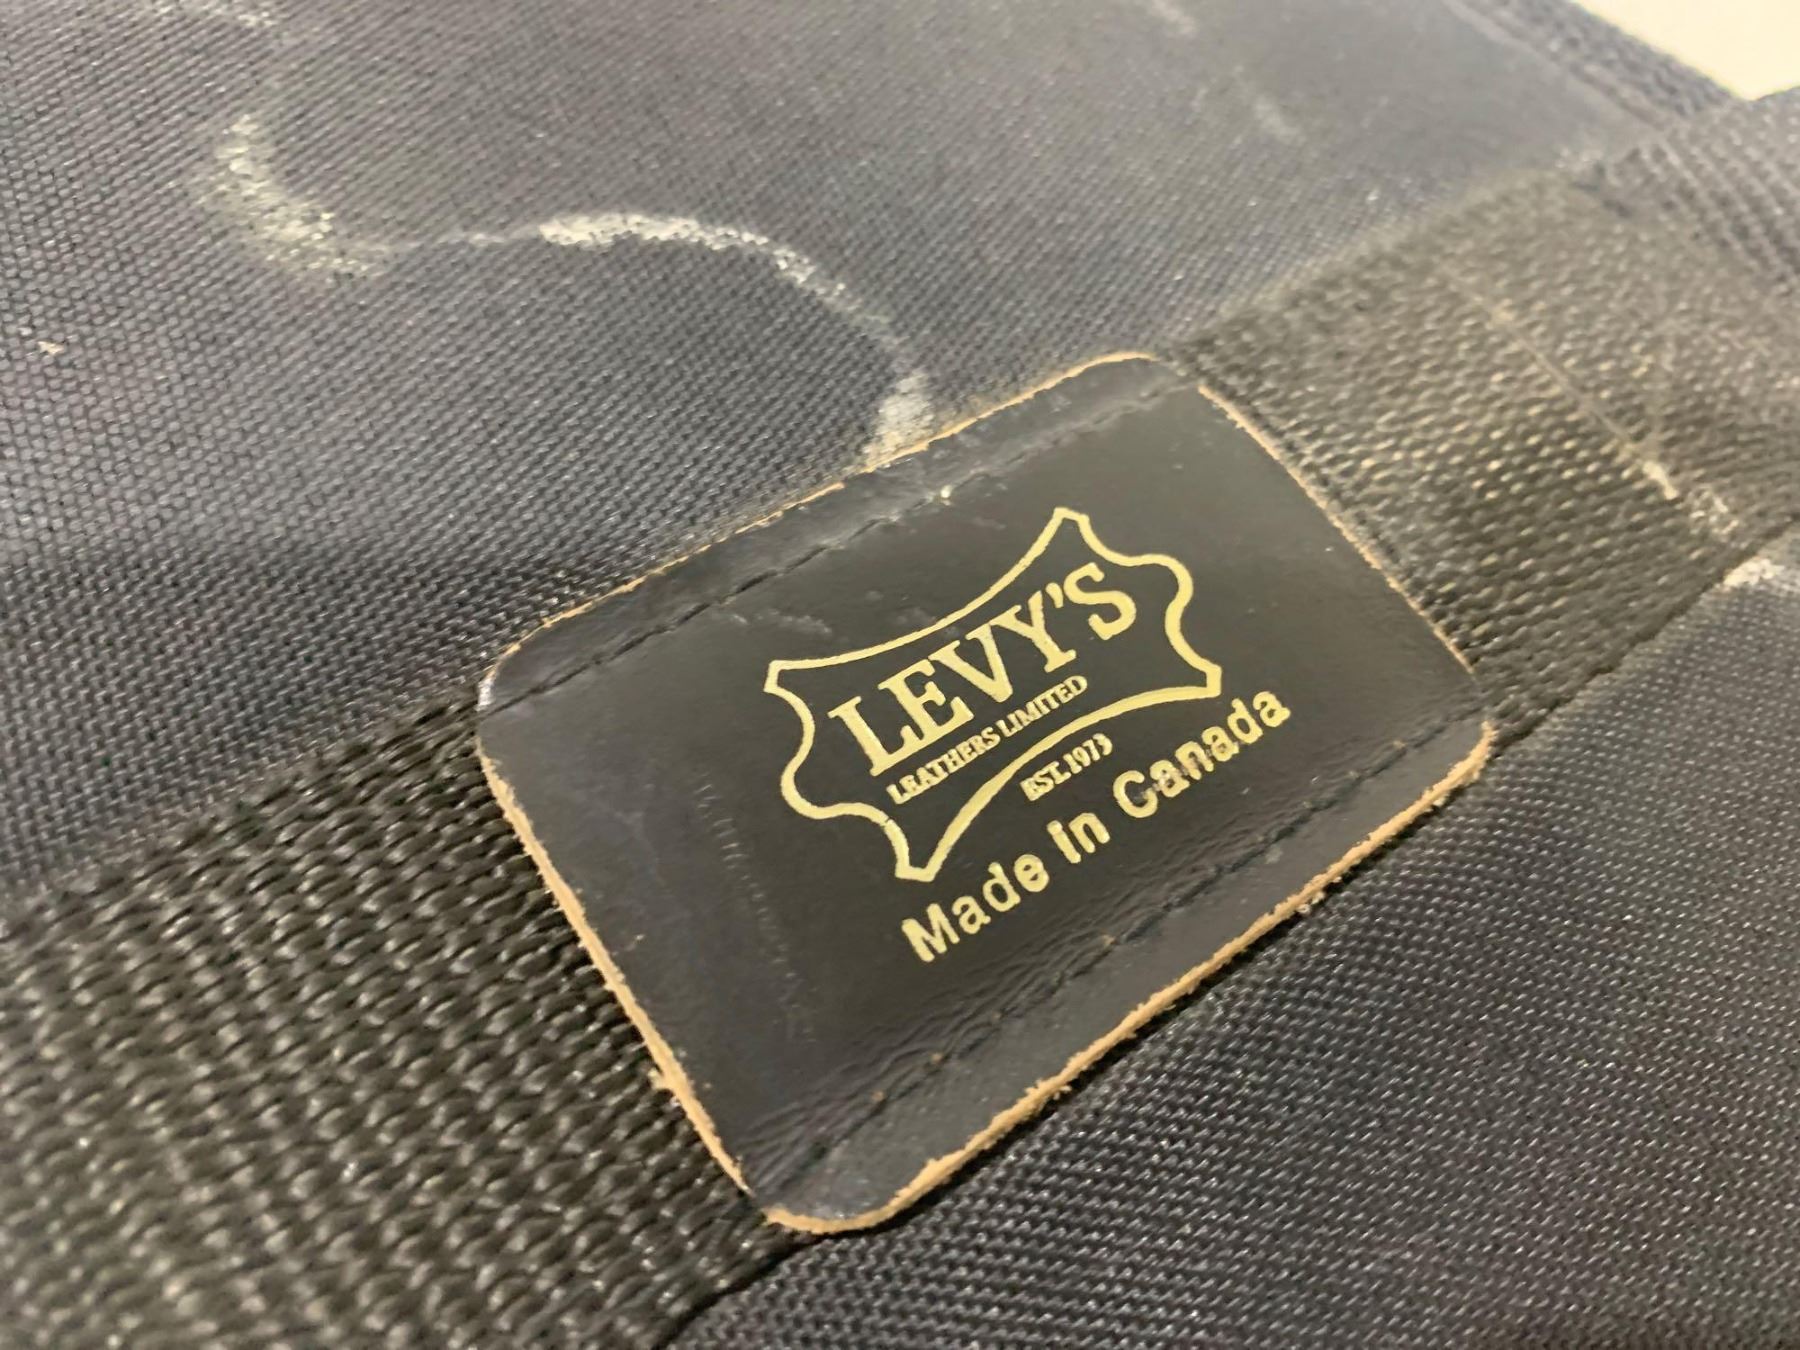 LEVY'S
LEATHERS LIMITED
EST. 1973
Made in Canada